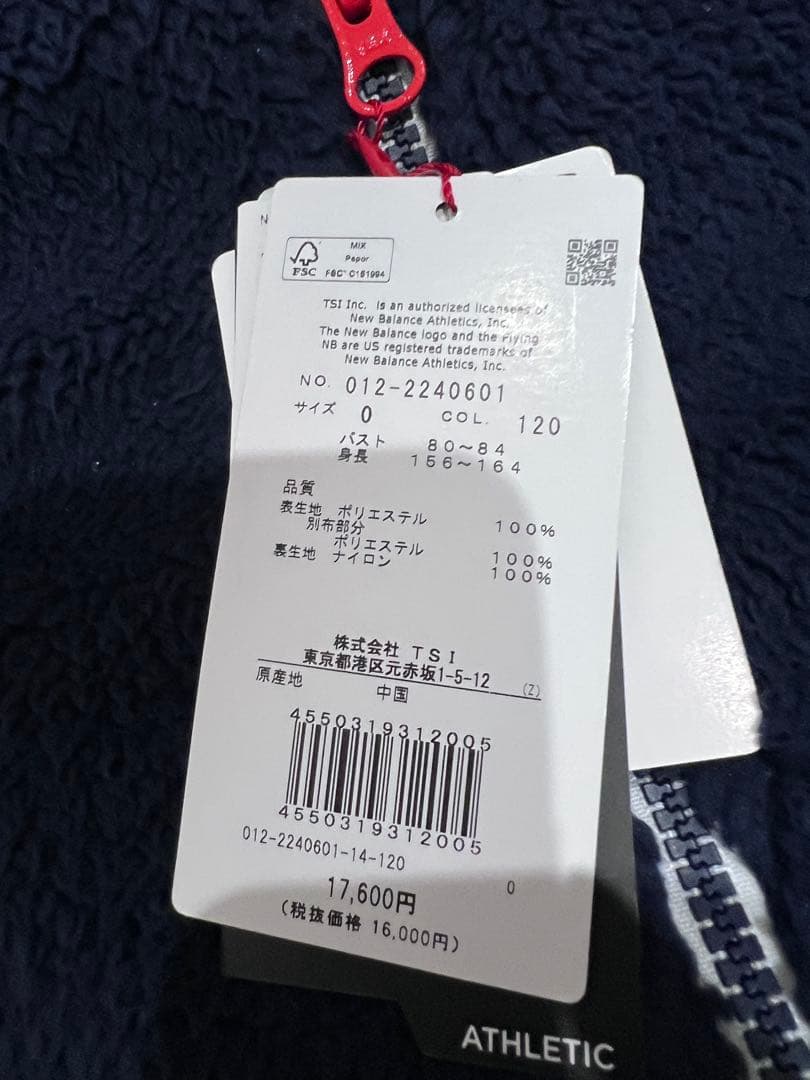 N
MIX
Paper
FSC
FSC® C161994
TSI Inc. is an authorized licensees of
New Balance Athletics, Inc.
The New Balance logo and the Flying
NB are US registered trademarks of
New Balance Athletics, Inc.
NO. 012-2240601
サイズ 0 COL. 120
バスト 80～84
身長 156～164
品質
表生地 ポリエステル 100%
別布部分
ポリエステル 100%
裏生地 ナイロン 100%
株式会社 TSI
東京都港区元赤坂1-5-12 (Z)
原産地 中国
4550319312005
4550319312005
012-2240601-14-120
0
17,600円
(税抜価格 16,000円)
ATHLETIC